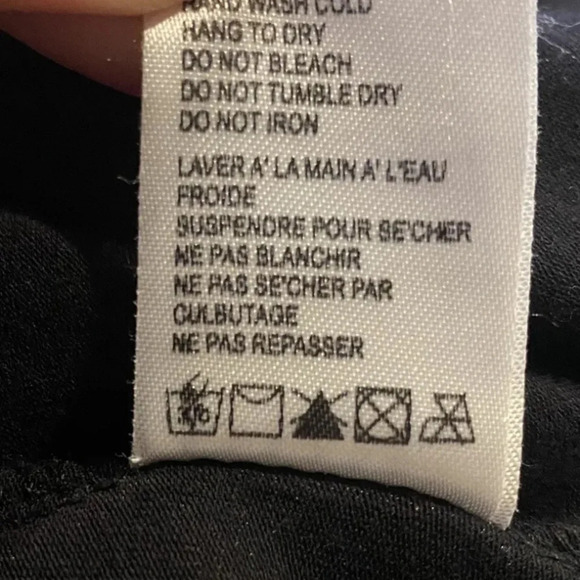 HAND WASH COLD
HANG TO DRY
DO NOT BLEACH
DO NOT TUMBLE DRY
DO NOT IRON
LAVER A' LA MAIN A' L'EAU
FROIDE
SUSPENDRE POUR SE'CHER
NE PAS BLANCHIR
NE PAS SE'CHER PAR
CULBUTAGE
NE PAS REPASSER